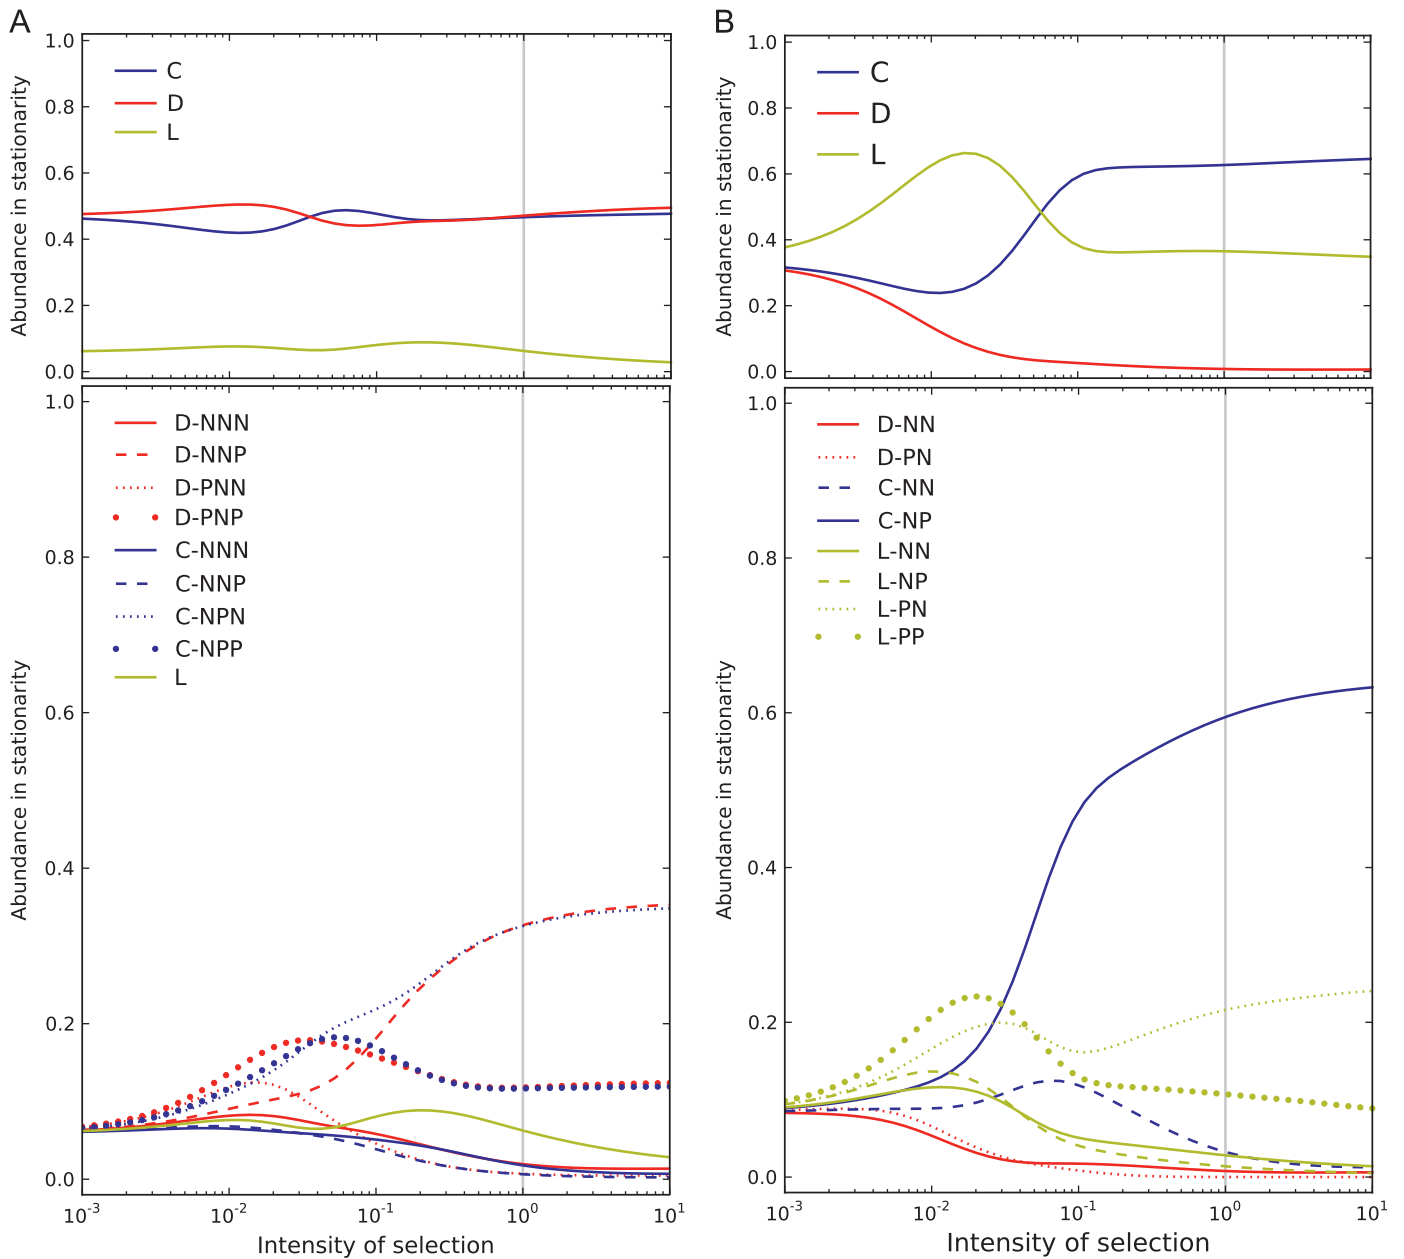 A
Abundance in stationarity
1.0
0.8
0.6
0.4
0.2
0.0
C
D
L
Abundance in stationarity
1.0
0.8
0.6
0.4
0.2
0.0
D-NNN
D-NNP
D-PNN
D-PNP
C-NNN
C-NNP
C-NPN
C-NPP
L
10⁻³ 10⁻² 10⁻¹ 10⁰ 10¹
Intensity of selection
B
Abundance in stationarity
1.0
0.8
0.6
0.4
0.2
0.0
C
D
L
Abundance in stationarity
1.0
0.8
0.6
0.4
0.2
0.0
D-NN
D-PN
C-NN
C-NP
L-NN
L-NP
L-PN
L-PP
10⁻³ 10⁻² 10⁻¹ 10⁰ 10¹
Intensity of selection